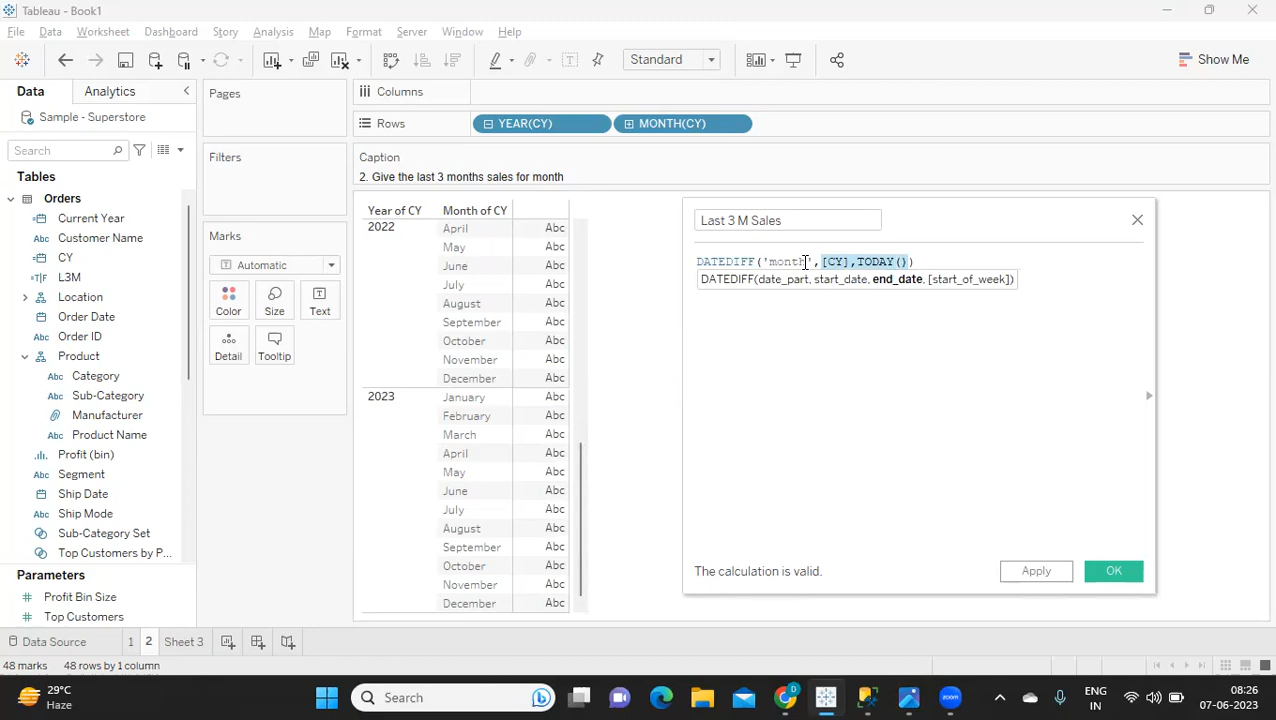 Tableau - Book1
File Data Worksheet Dashboard Story Analysis Map Format Server Window Help
Standard
Show Me
Data Analytics
Sample - Superstore
Search
Tables
Orders
Current Year
Abc Customer Name
Abc CY
L3M
Location
Order Date
Abc Order ID
Product
Abc Category
Abc Sub-Category
Manufacturer
Abc Product Name
Profit (bin)
Abc Segment
Ship Date
Abc Ship Mode
Sub-Category Set
Top Customers by P...
Parameters
# Profit Bin Size
# Top Customers
Pages
Filters
Marks
T Automatic
Color Size Text
Detail Tooltip
Columns
Rows YEAR(CY) MONTH(CY)
Caption
2. Give the last 3 months sales for month
Year of CY Month of CY
2022 April Abc
May Abc
June Abc
July Abc
August Abc
September Abc
October Abc
November Abc
December Abc
2023 January Abc
February Abc
March Abc
April Abc
May Abc
June Abc
July Abc
August Abc
September Abc
October Abc
November Abc
December Abc
Last 3 M Sales
DATEDIFF('month',[CY],TODAY())
DATEDIFF(date_part, start_date, end_date, [start_of_week])
The calculation is valid.
Apply OK
Data Source 1 2 Sheet 3
48 marks 48 rows by 1 column
29°C
Haze
Search
ENG
IN
08:26
07-06-2023